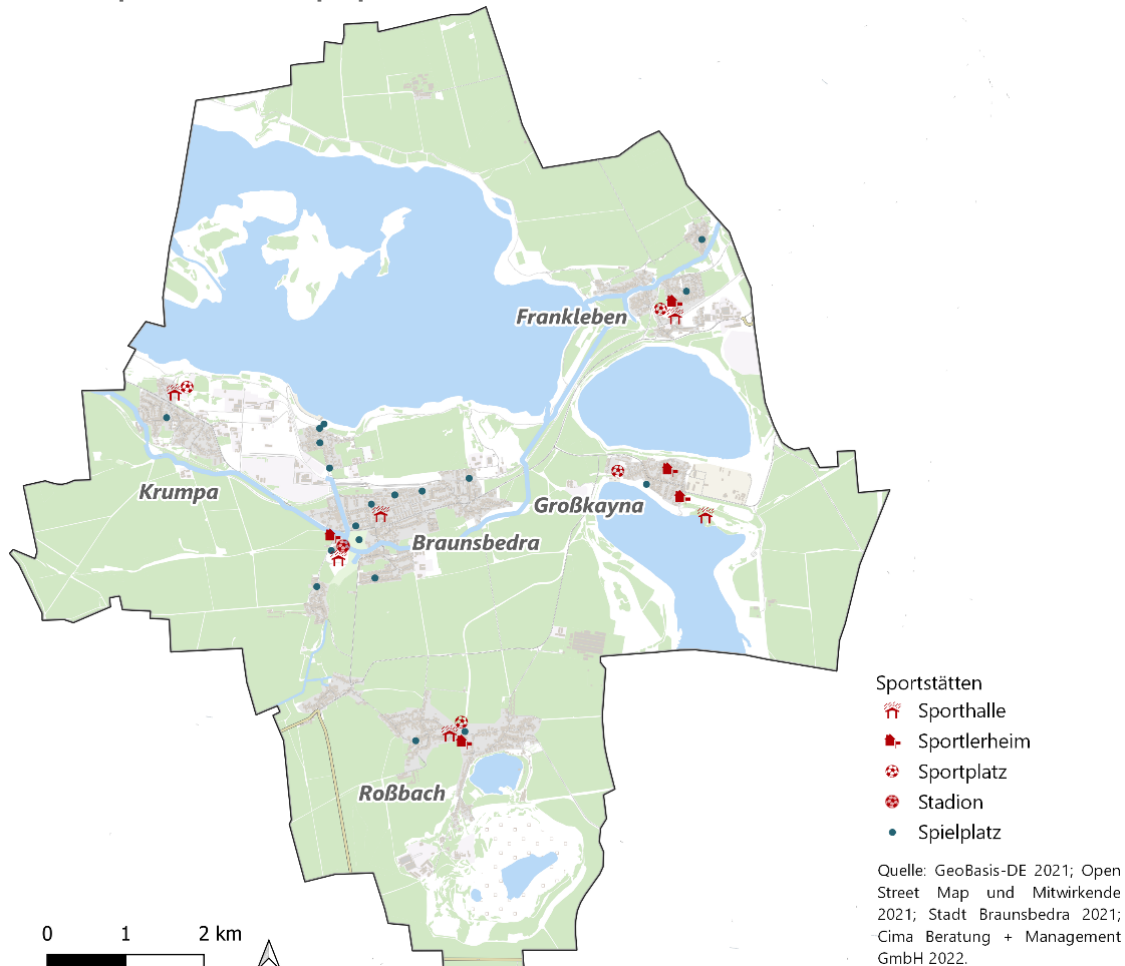 Frankleben
Krumpa
Großkayna
Braunsbedra
Roßbach
Sportstätten
Sporthalle
Sportlerheim
Sportplatz
Stadion
Spielplatz
Quelle: GeoBasis-DE 2021; Open
Street Map und Mitwirkende
2021; Stadt Braunsbedra 2021;
Cima Beratung + Management
GmbH 2022.
0 1 2 km